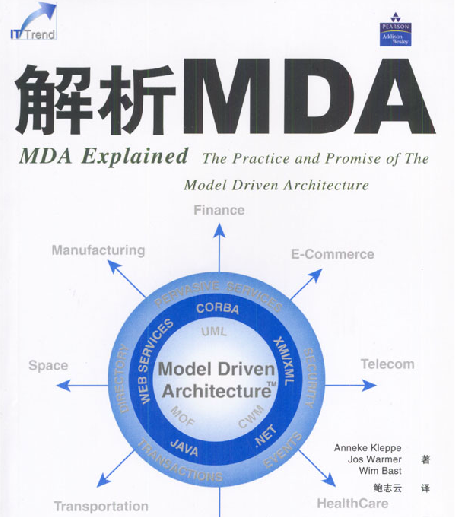 IT Trend
PEARSON
Addison
Wesley
解析MDA
MDA Explained The Practice and Promise of The
Model Driven Architecture
Finance
Manufacturing
E-Commerce
PERVASIVE SERVICES
CORBA
UML
WEB SERVICES
XMI/XML
DIRECTORY
SECURITY
Space
Model Driven
Architecture™
Telecom
MOF
CWM
JAVA
.NET
TRANSACTIONS
EVENTS
Anneke Kleppe
Jos Warmer 著
Wim Bast
鲍志云 译
Transportation
HealthCare